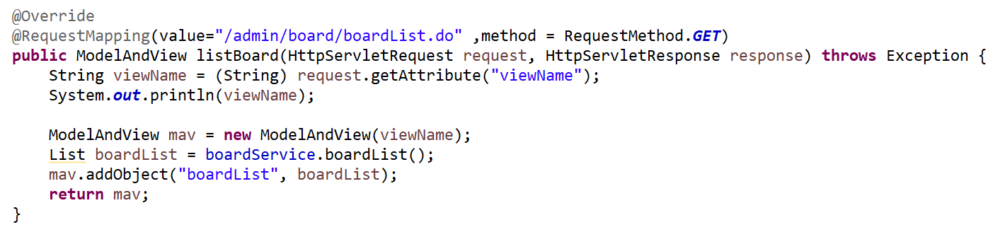 @Override
@RequestMapping(value="/admin/board/boardList.do" ,method = RequestMethod.GET)
public ModelAndView listBoard(HttpServletRequest request, HttpServletResponse response) throws Exception {
    String viewName = (String) request.getAttribute("viewName");
    System.out.println(viewName);

    ModelAndView mav = new ModelAndView(viewName);
    List boardList = boardService.boardList();
    mav.addObject("boardList", boardList);
    return mav;
}